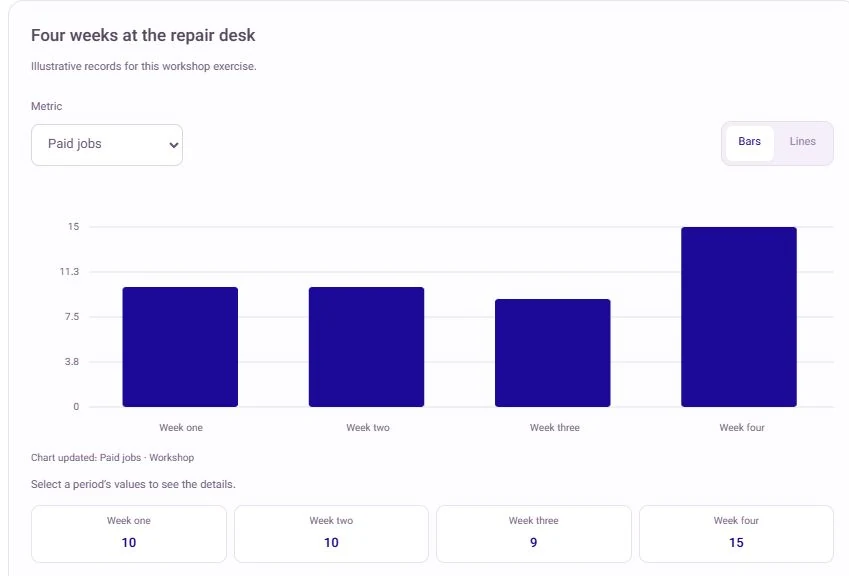 Four weeks at the repair desk
Illustrative records for this workshop exercise.
Metric
Paid jobs
Bars Lines
15
11.3
7.5
3.8
0
Week one Week two Week three Week four
Chart updated: Paid jobs · Workshop
Select a period's values to see the details.
Week one Week two Week three Week four
10 10 9 15